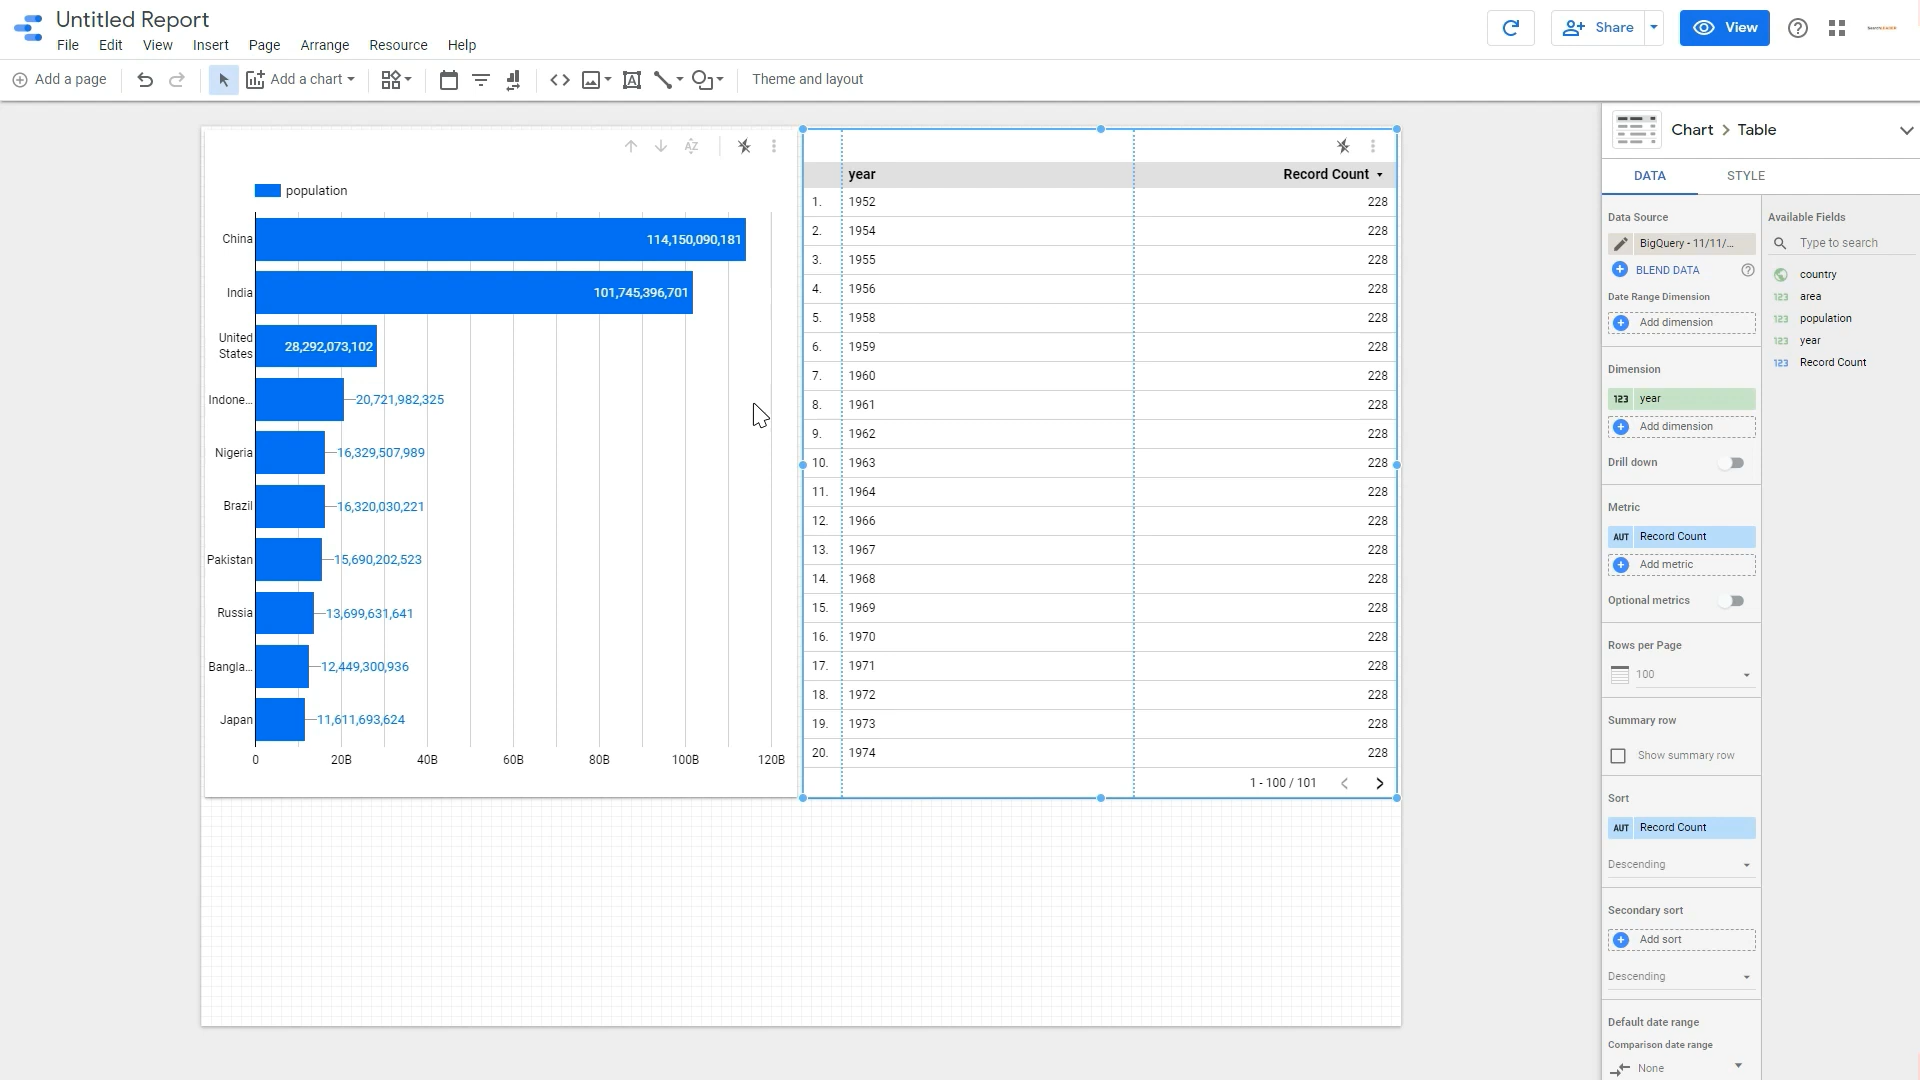 Untitled Report
File Edit View Insert Page Arrange Resource Help
Share
View
Add a page
Add a chart
Theme and layout
population
China
114,150,090,181
India
101,745,396,701
United
States
28,292,073,102
Indone...
20,721,982,325
Nigeria
16,329,507,989
Brazil
16,320,030,221
Pakistan
15,690,202,523
Russia
13,699,631,641
Bangla...
12,449,300,936
Japan
11,611,693,624
0 20B 40B 60B 80B 100B 120B
year Record Count
1. 1952 228
2. 1954 228
3. 1955 228
4. 1956 228
5. 1958 228
6. 1959 228
7. 1960 228
8. 1961 228
9. 1962 228
10. 1963 228
11. 1964 228
12. 1966 228
13. 1967 228
14. 1968 228
15. 1969 228
16. 1970 228
17. 1971 228
18. 1972 228
19. 1973 228
20. 1974 228
1 - 100 / 101
Chart > Table
DATA STYLE
Data Source
BigQuery - 11/11/...
BLEND DATA
Date Range Dimension
Add dimension
Dimension
123 year
Add dimension
Drill down
Metric
AUT Record Count
Add metric
Optional metrics
Rows per Page
100
Summary row
Show summary row
Sort
AUT Record Count
Descending
Secondary sort
Add sort
Descending
Default date range
Comparison date range
None
Available Fields
Type to search
country
123 area
123 population
123 year
123 Record Count